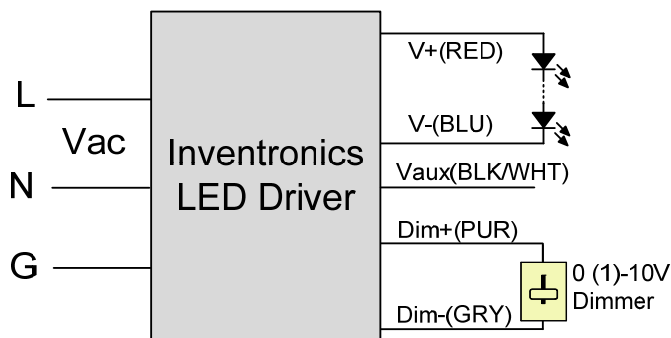 L
Vac
N
G
Inventronics
LED Driver
V+(RED)
V-(BLU)
Vaux(BLK/WHT)
Dim+(PUR)
0 (1)-10V
Dimmer
Dim-(GRY)